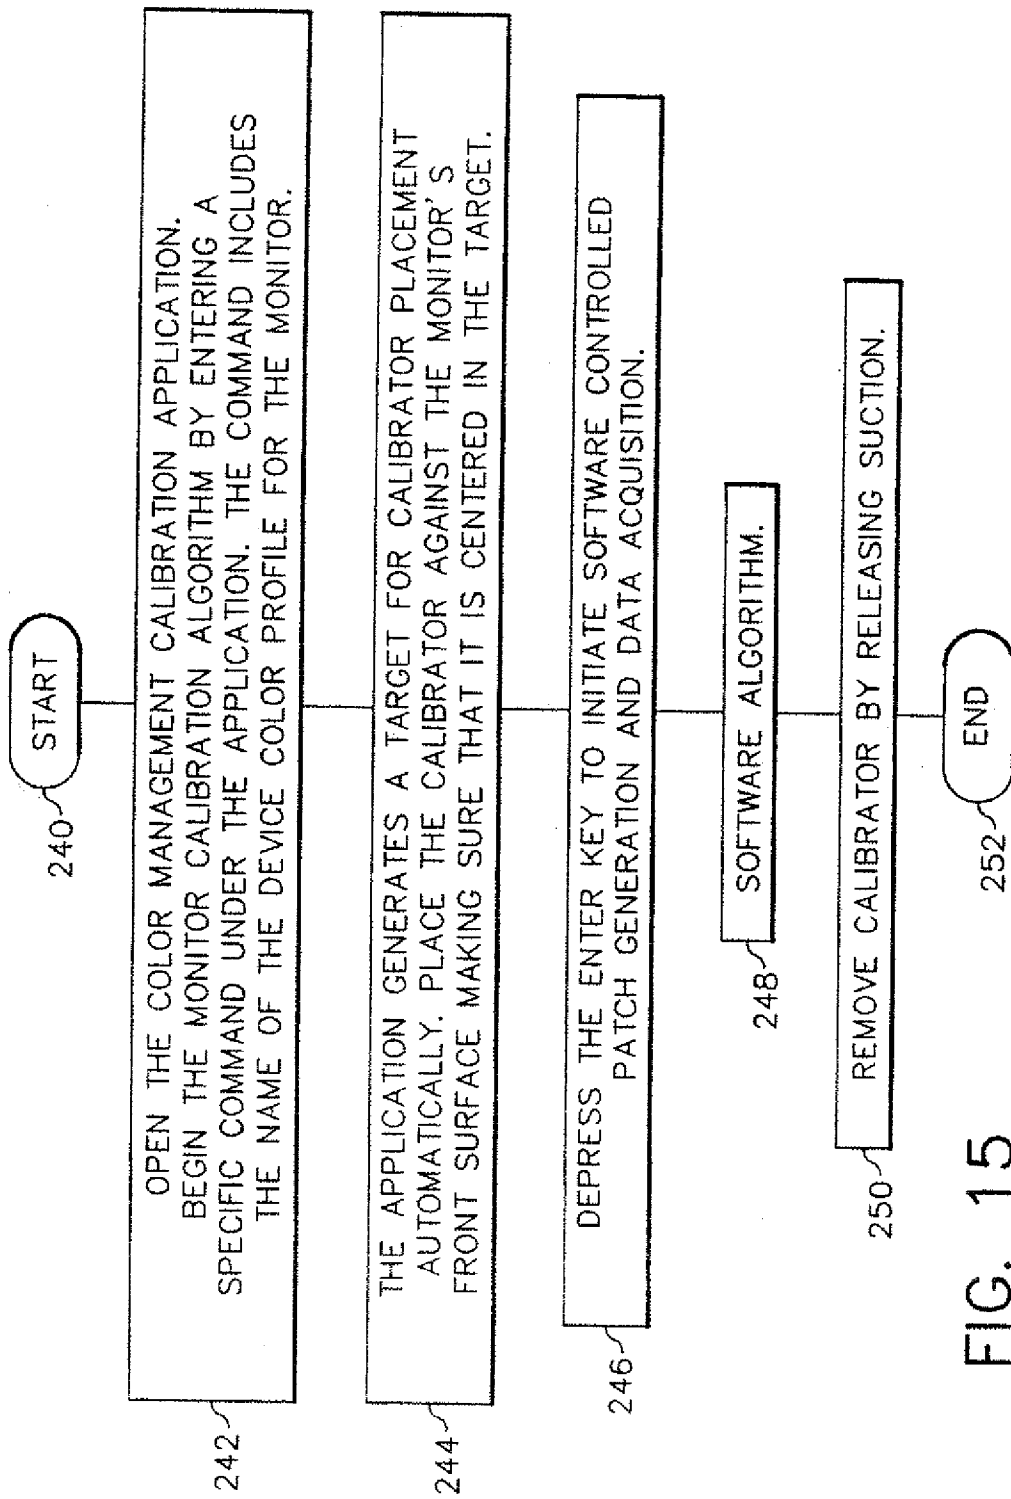 START
240
OPEN THE COLOR MANAGEMENT CALIBRATION APPLICATION.
BEGIN THE MONITOR CALIBRATION ALGORITHM BY ENTERING A
SPECIFIC COMMAND UNDER THE APPLICATION. THE COMMAND INCLUDES
THE NAME OF THE DEVICE COLOR PROFILE FOR THE MONITOR.
242
THE APPLICATION GENERATES A TARGET FOR CALIBRATOR PLACEMENT
AUTOMATICALLY. PLACE THE CALIBRATOR AGAINST THE MONITOR'S
FRONT SURFACE MAKING SURE THAT IT IS CENTERED IN THE TARGET.
244
DEPRESS THE ENTER KEY TO INITIATE SOFTWARE CONTROLLED
PATCH GENERATION AND DATA ACQUISITION.
246
SOFTWARE ALGORITHM.
248
REMOVE CALIBRATOR BY RELEASING SUCTION.
250
END
252
FIG. 15